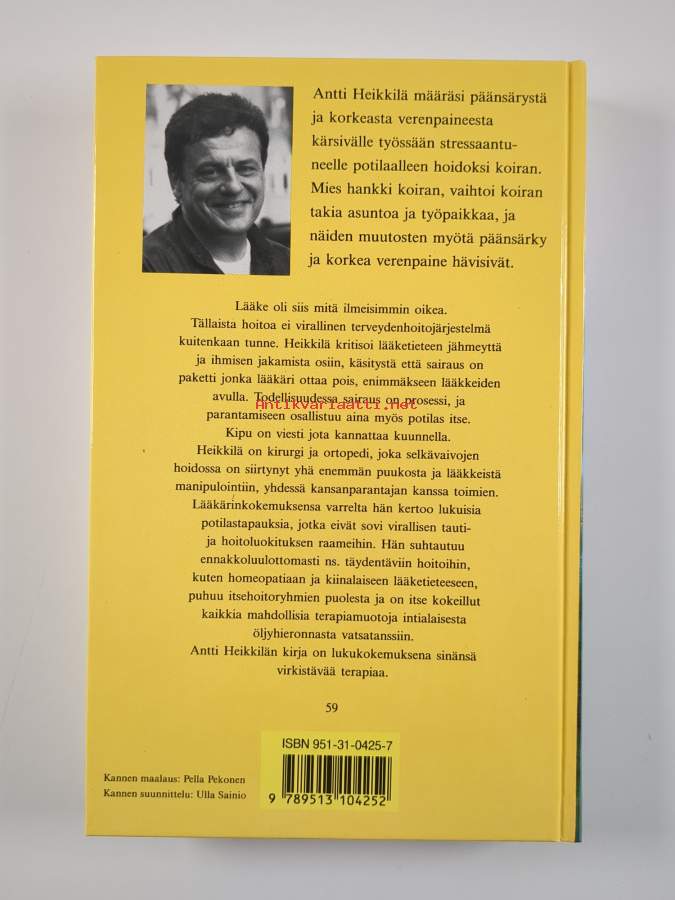 Antti Heikkilä määräsi päänsärystä
ja korkeasta verenpaineesta
kärsivälle työssään stressaantu-
neelle potilaalleen hoidoksi koiran.
Mies hankki koiran, vaihtoi koiran
takia asuntoa ja työpaikkaa, ja
näiden muutosten myötä päänsärky
ja korkea verenpaine hävisivät.
Lääke oli siis mitä ilmeisimmin oikea.
Tällaista hoitoa ei virallinen terveydenhoitojärjestelmä
kuitenkaan tunne. Heikkilä kritisoi lääketieteen jähmeyttä
ja ihmisen jakamista osiin, käsitystä että sairaus on
paketti jonka lääkäri ottaa pois, enimmäkseen lääkkeiden
avulla. Todellisuudessa sairaus on prosessi, ja
Antikvariaatti.net
parantamiseen osallistuu aina myös potilas itse.
Kipu on viesti jota kannattaa kuunnella.
Heikkilä on kirurgi ja ortopedi, joka selkävaivojen
hoidossa on siirtynyt yhä enemmän puukosta ja lääkkeistä
manipulointiin, yhdessä kansanparantajan kanssa toimien.
Lääkärinkokemuksensa varrelta hän kertoo lukuisia
potilastapauksia, jotka eivät sovi virallisen tauti-
ja hoitoluokituksen raameihin. Hän suhtautuu
ennakkoluulottomasti ns. täydentäviin hoitoihin,
kuten homeopatiaan ja kiinalaiseen lääketieteeseen,
puhuu itsehoitoryhmien puolesta ja on itse kokeillut
kaikkia mahdollisia terapiamuotoja intialaisesta
öljyhieronnasta vatsatanssiin.
Antti Heikkilän kirja on lukukokemuksena sinänsä
virkistävää terapiaa.
59
ISBN 951-31-0425-7
9 789513 104252
Kannen maalaus: Pella Pekonen
Kannen suunnittelu: Ulla Sainio